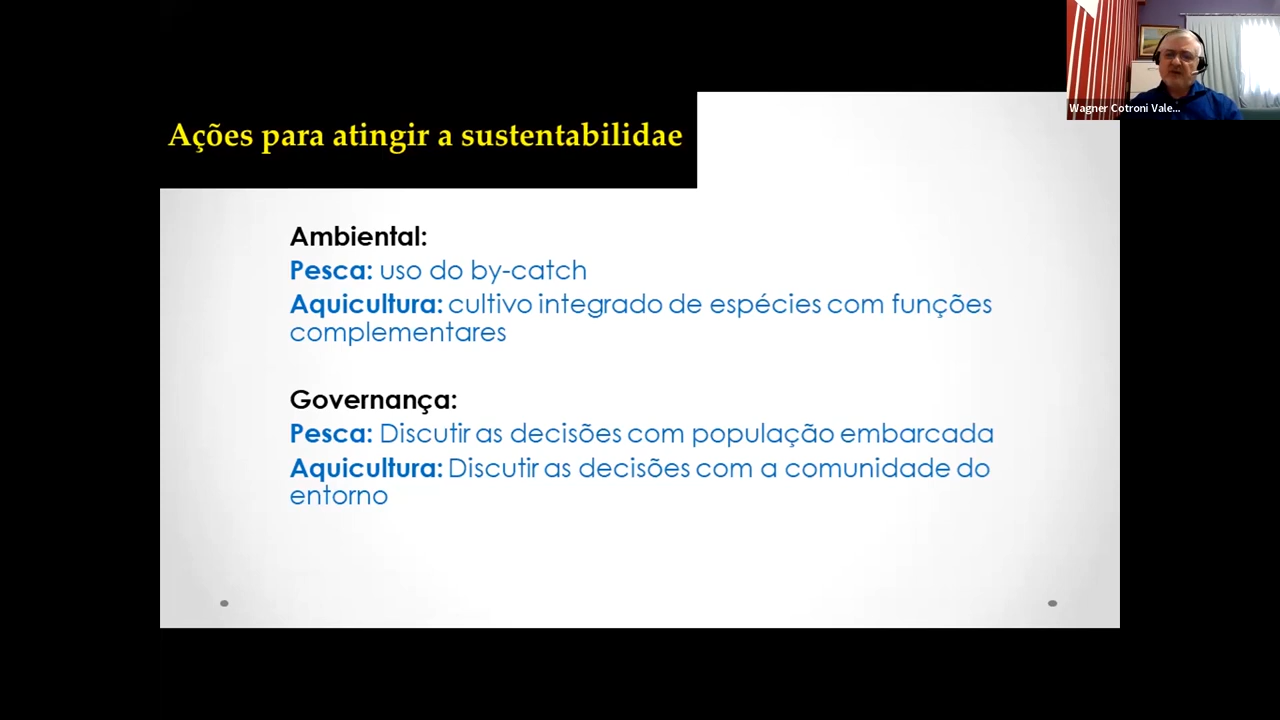 Wagner Cotroni Vale...
Ações para atingir a sustentabilidae
Ambiental:
Pesca: uso do by-catch
Aquicultura: cultivo integrado de espécies com funções
complementares
Governança:
Pesca: Discutir as decisões com população embarcada
Aquicultura: Discutir as decisões com a comunidade do
entorno